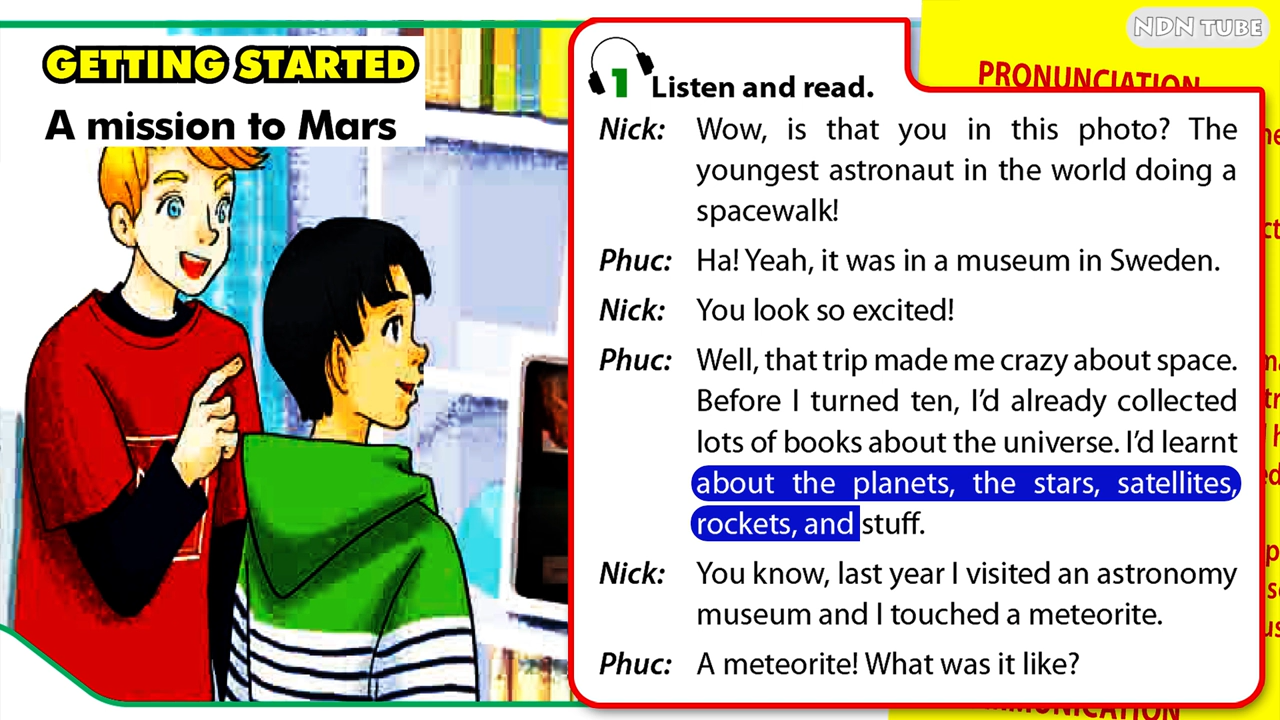 NDN TUBE
GETTING STARTED
A mission to Mars
PRONUNCIATION
1 Listen and read.
Nick: Wow, is that you in this photo? The
youngest astronaut in the world doing a
spacewalk!
Phuc: Ha! Yeah, it was in a museum in Sweden.
Nick: You look so excited!
Phuc: Well, that trip made me crazy about space.
Before I turned ten, I’d already collected
lots of books about the universe. I’d learnt
about the planets, the stars, satellites,
rockets, and stuff.
Nick: You know, last year I visited an astronomy
museum and I touched a meteorite.
Phuc: A meteorite! What was it like?